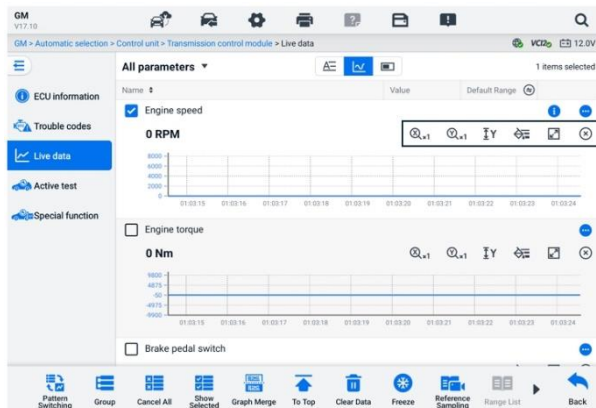 GM
V17.10
GM > Automatic selection > Control unit > Transmission control module > Live data
VCI 12.0V
All parameters
A
1 items selected
Name Value Default Range
ECU information
Trouble codes
Live data
Active test
Special function
Engine speed
0 RPM
X x1 Y x1 Y
8000
6000
4000
2000
0
01:03:15 01:03:16 01:03:17 01:03:18 01:03:19 01:03:20 01:03:21 01:03:22 01:03:23 01:03:24
Engine torque
0 Nm
X x1 Y x1 Y
9800
4875
-50
-4975
-9900
01:03:15 01:03:16 01:03:17 01:03:18 01:03:19 01:03:20 01:03:21 01:03:22 01:03:23 01:03:24
Brake pedal switch
Pattern Switching
Group
Cancel All
Show Selected
Graph Merge
To Top
Clear Data
Freeze
Reference Sampling
Range List
Back